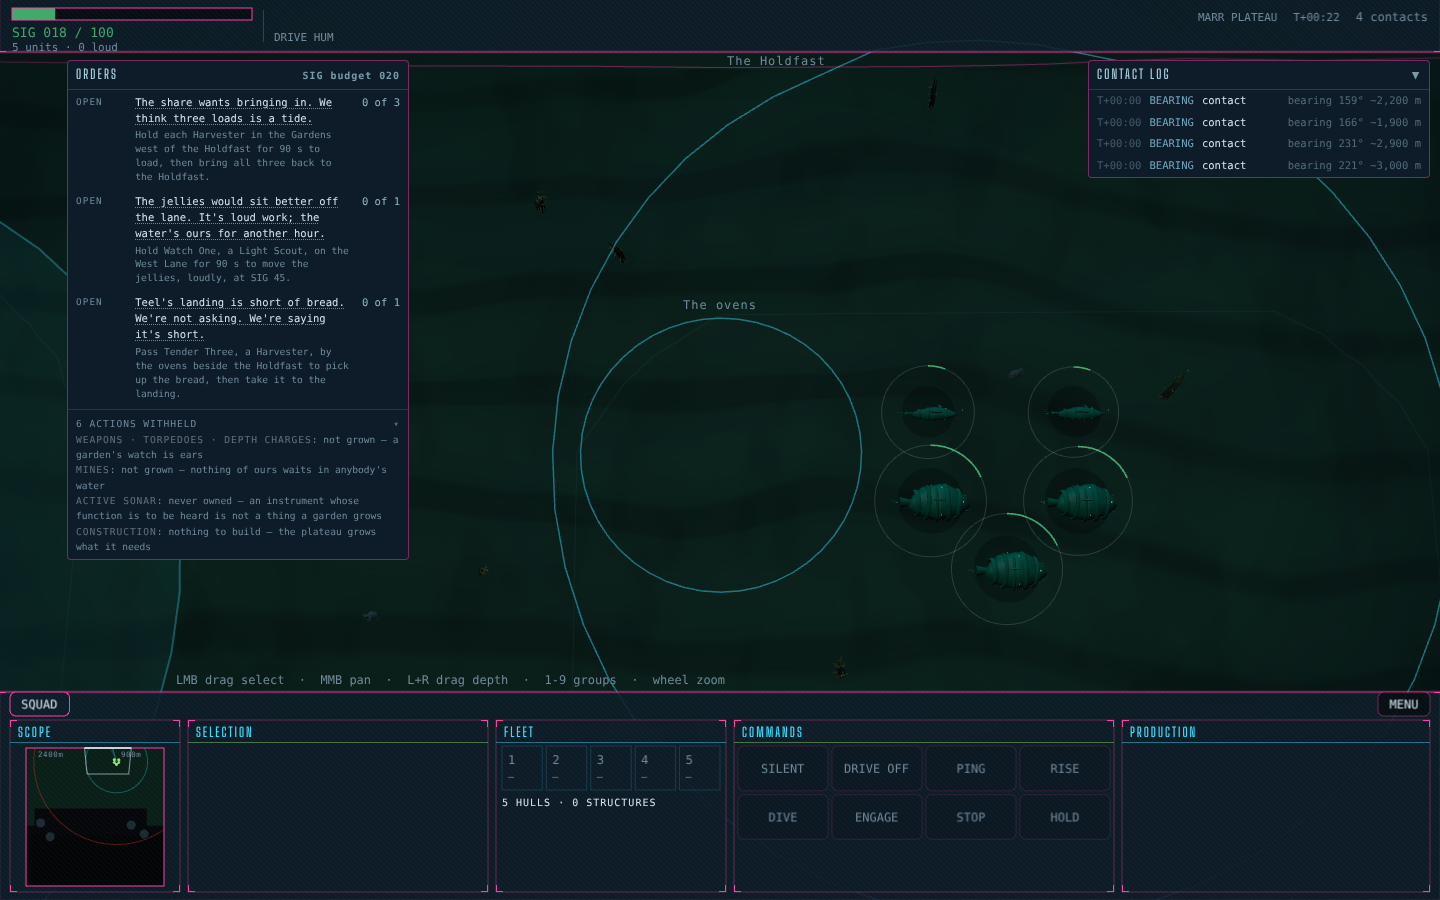 SIG 018 / 100
5 units · 0 loud
DRIVE HUM
MARR PLATEAU T+00:22 4 contacts
The Holdfast
ORDERS SIG budget 020
OPEN The share wants bringing in. We 0 of 3
think three loads is a tide.
Hold each Harvester in the Gardens
west of the Holdfast for 90 s to
load, then bring all three back to
the Holdfast.
OPEN The jellies would sit better off 0 of 1
the lane. It's loud work; the
water's ours for another hour.
Hold Watch One, a Light Scout, on the
West Lane for 90 s to move the
jellies, loudly, at SIG 45.
OPEN Teel's landing is short of bread. 0 of 1
We're not asking. We're saying
it's short.
Pass Tender Three, a Harvester, by
the ovens beside the Holdfast to pick
up the bread, then take it to the
landing.
6 ACTIONS WITHHELD ▾
WEAPONS · TORPEDOES · DEPTH CHARGES: not grown — a
garden's watch is ears
MINES: not grown — nothing of ours waits in anybody's
water
ACTIVE SONAR: never owned — an instrument whose
function is to be heard is not a thing a garden grows
CONSTRUCTION: nothing to build — the plateau grows
what it needs
CONTACT LOG ▼
T+00:00 BEARING contact bearing 159° ~2,200 m
T+00:00 BEARING contact bearing 166° ~1,900 m
T+00:00 BEARING contact bearing 231° ~2,900 m
T+00:00 BEARING contact bearing 221° ~3,000 m
The ovens
LMB drag select · MMB pan · L+R drag depth · 1-9 groups · wheel zoom
SQUAD
MENU
SCOPE
2400m 900m
SELECTION
FLEET
1 2 3 4 5
— — — — —
5 HULLS · 0 STRUCTURES
COMMANDS
SILENT DRIVE OFF PING RISE
DIVE ENGAGE STOP HOLD
PRODUCTION